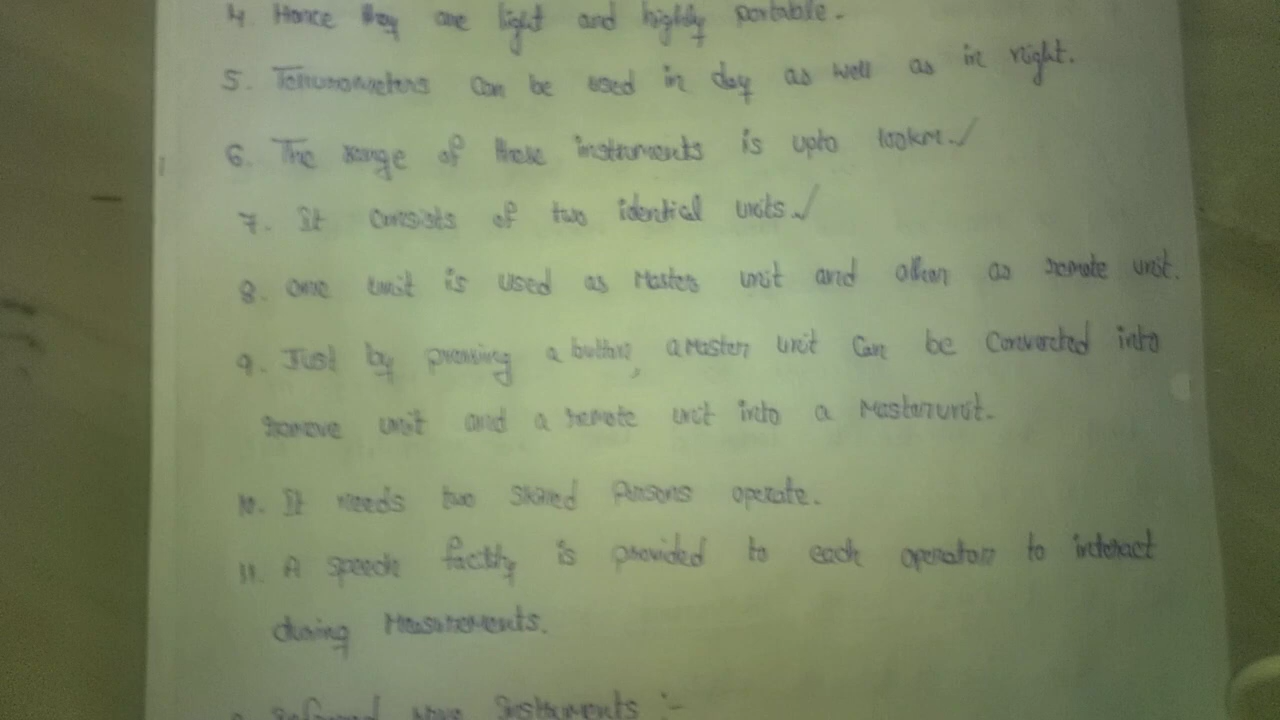 4. Hence they are light and highly portable.
5. Tellurometers can be used in day as well as in night.
6. The range of these instruments is upto 100km.
7. It consists of two identical units.
8. One unit is used as Master unit and other as remote unit.
9. Just by pressing a button, a Master unit can be converted into
remove unit and a remote unit into a Master unit.
10. It needs two skilled Persons operate.
11. A speech facility is provided to each operator to interact
during Measurements.
Infrared wave Instruments :-